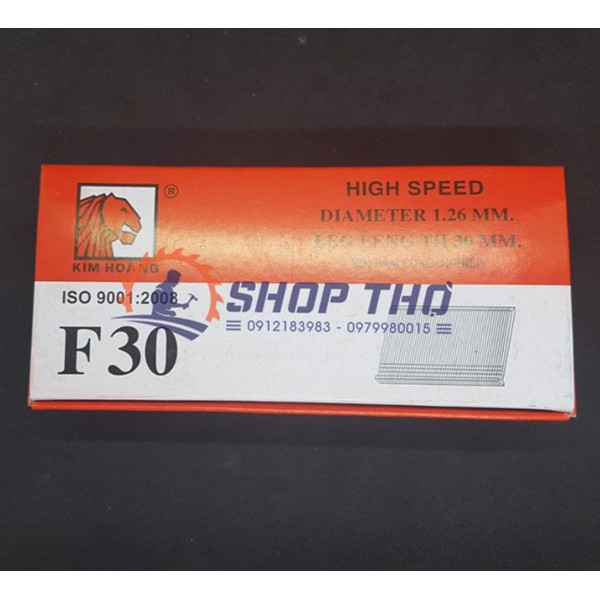 ®
KIM HOÀNG
HIGH SPEED
DIAMETER 1.26 MM.
LEG LENG TH 30 MM.
ISO 9001:2008
F30
SHOP THỢ
0912183983 - 0979980015